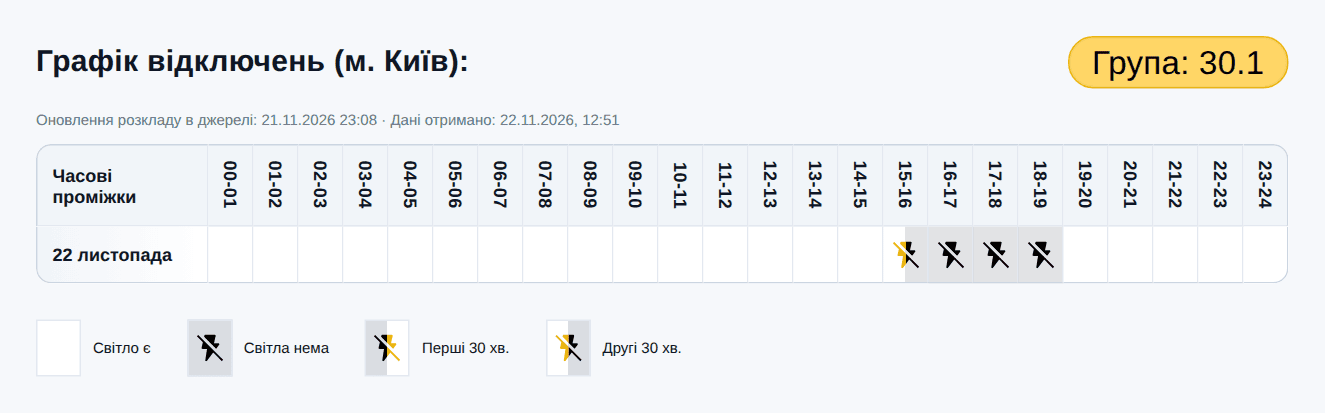 Графік відключень (м. Київ):
Група: 30.1
Оновлення розкладу в джерелі: 21.11.2026 23:08 · Дані отримано: 22.11.2026, 12:51
Часові
проміжки
00-01
01-02
02-03
03-04
04-05
05-06
06-07
07-08
08-09
09-10
10-11
11-12
12-13
13-14
14-15
15-16
16-17
17-18
18-19
19-20
20-21
21-22
22-23
23-24
22 листопада
Світло є
Світла нема
Перші 30 хв.
Другі 30 хв.